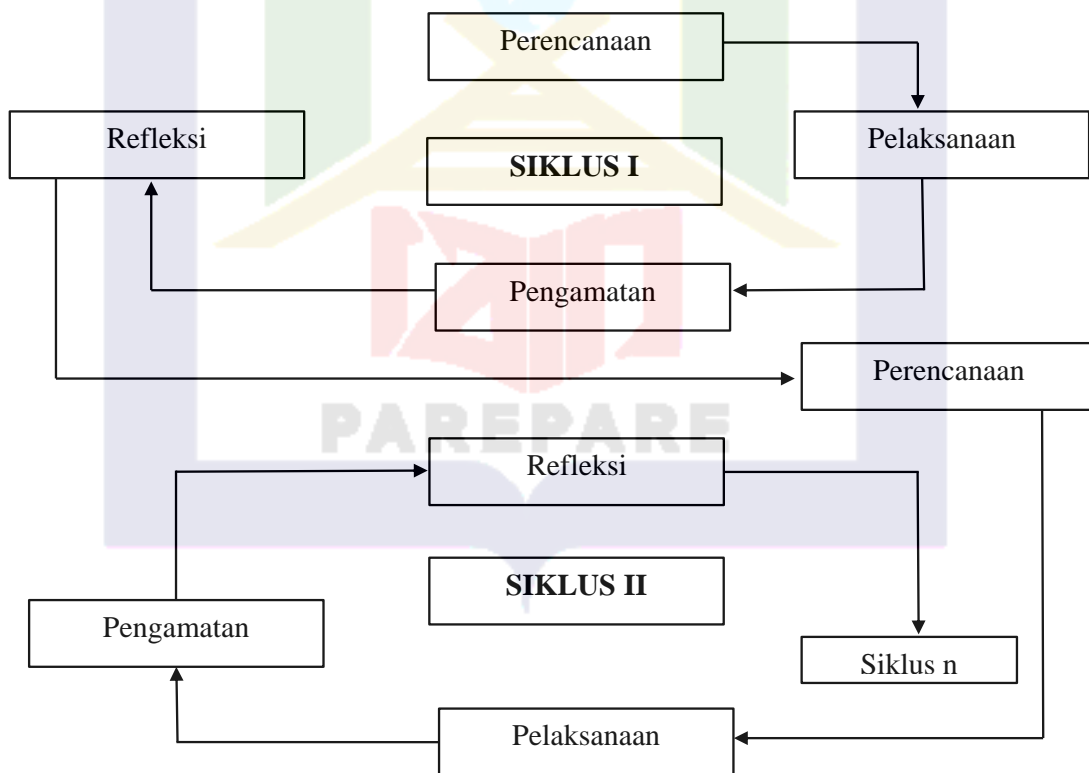 Perencanaan
Refleksi
Pelaksanaan
SIKLUS I
Pengamatan
Perencanaan
PAREPARE
Refleksi
SIKLUS II
Pengamatan
Siklus n
Pelaksanaan